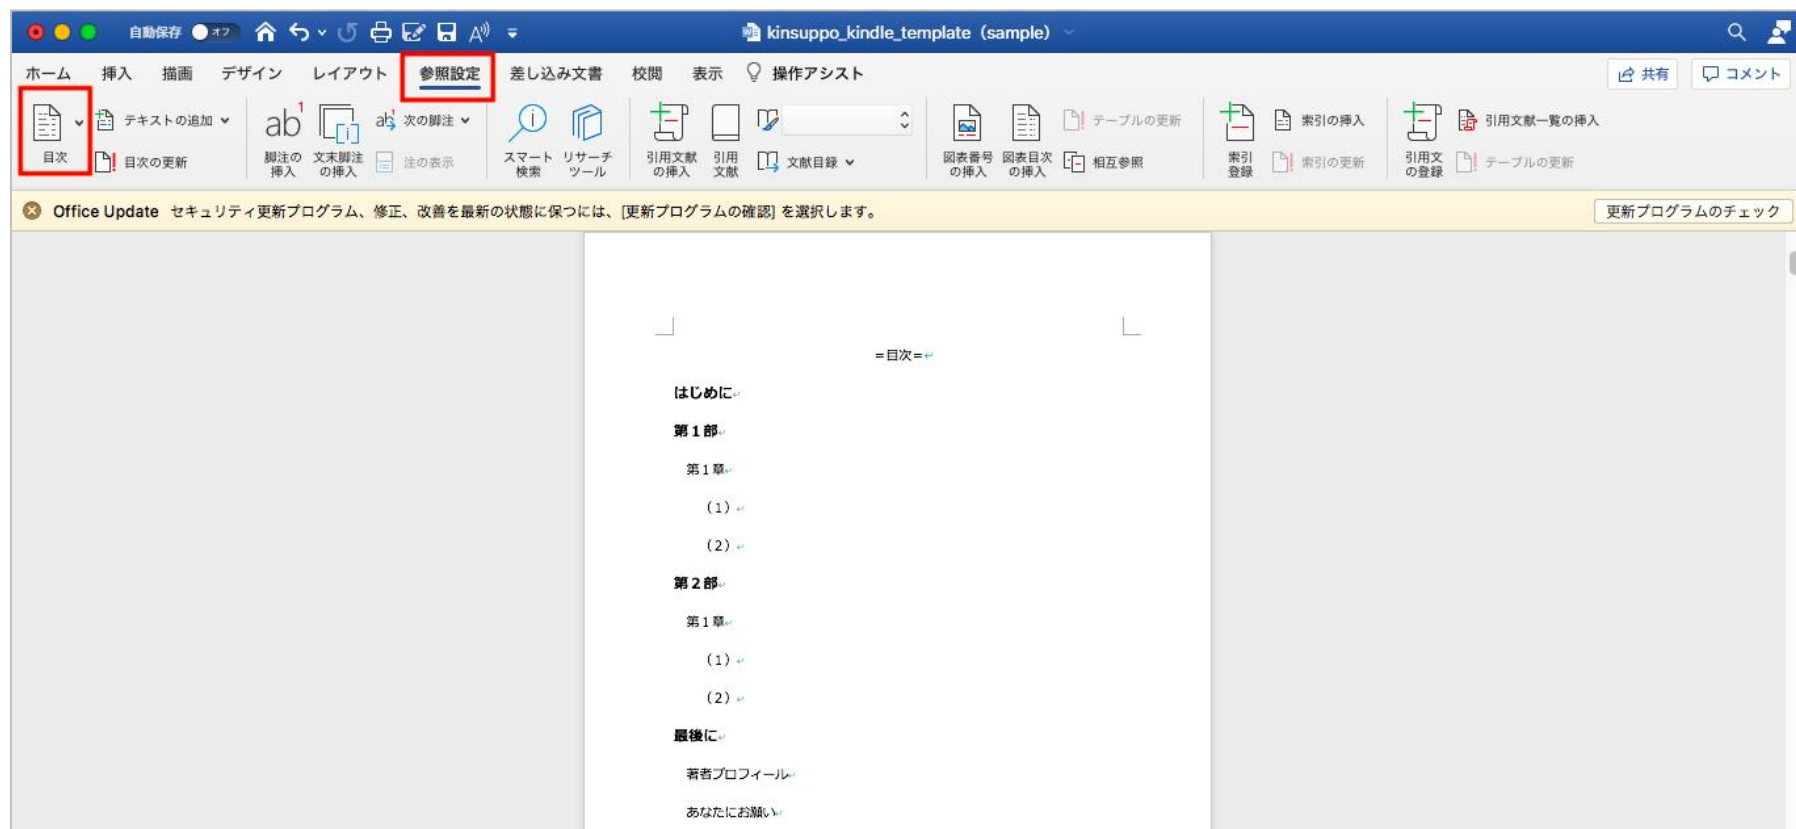 自動保存 オフ kinsuppo_kindle_template (sample)
ホーム 挿入 描画 デザイン レイアウト 参照設定 差し込み文書 校閲 表示 操作アシスト 共有 コメント
目次
テキストの追加
目次の更新
ab1
脚注の
挿入
[i]
文末脚注
の挿入
ab1 次の脚注
注の表示
スマート
検索
リサーチ
ツール
引用文献
の挿入
引用
文献
文献目録
図表番号
の挿入
図表目次
の挿入
テーブルの更新
相互参照
索引
登録
索引の挿入
索引の更新
引用文
の登録
引用文献一覧の挿入
テーブルの更新
Office Update セキュリティ更新プログラム、修正、改善を最新の状態に保つには、[更新プログラムの確認] を選択します。 更新プログラムのチェック
=目次=
はじめに
第1部
第1章
(1)
(2)
第2部
第1章
(1)
(2)
最後に
著者プロフィール
あなたにお願い